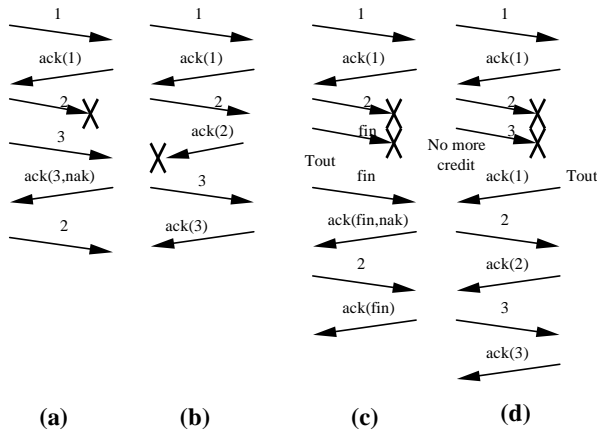 1
ack(1)
2
3
ack(3,nak)
2
(a)
1
ack(1)
2
ack(2)
3
ack(3)
(b)
1
ack(1)
2
fin
Tout
fin
ack(fin,nak)
2
ack(fin)
(c)
1
ack(1)
2
3
No more
credit
ack(1)
Tout
2
ack(2)
3
ack(3)
(d)